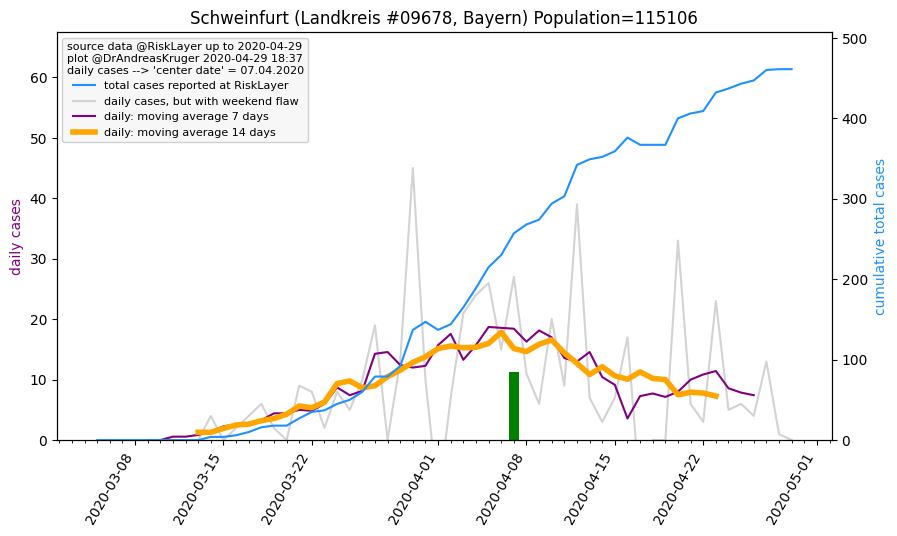 Schweinfurt (Landkreis #09678, Bayern) Population=115106
source data @RiskLayer up to 2020-04-29
plot @DrAndreasKruger 2020-04-29 18:37
daily cases --> 'center date' = 07.04.2020
total cases reported at RiskLayer
daily cases, but with weekend flaw
daily: moving average 7 days
daily: moving average 14 days
daily cases
0
10
20
30
40
50
60
cumulative total cases
0
100
200
300
400
500
2020-03-08
2020-03-15
2020-03-22
2020-04-01
2020-04-08
2020-04-15
2020-04-22
2020-05-01